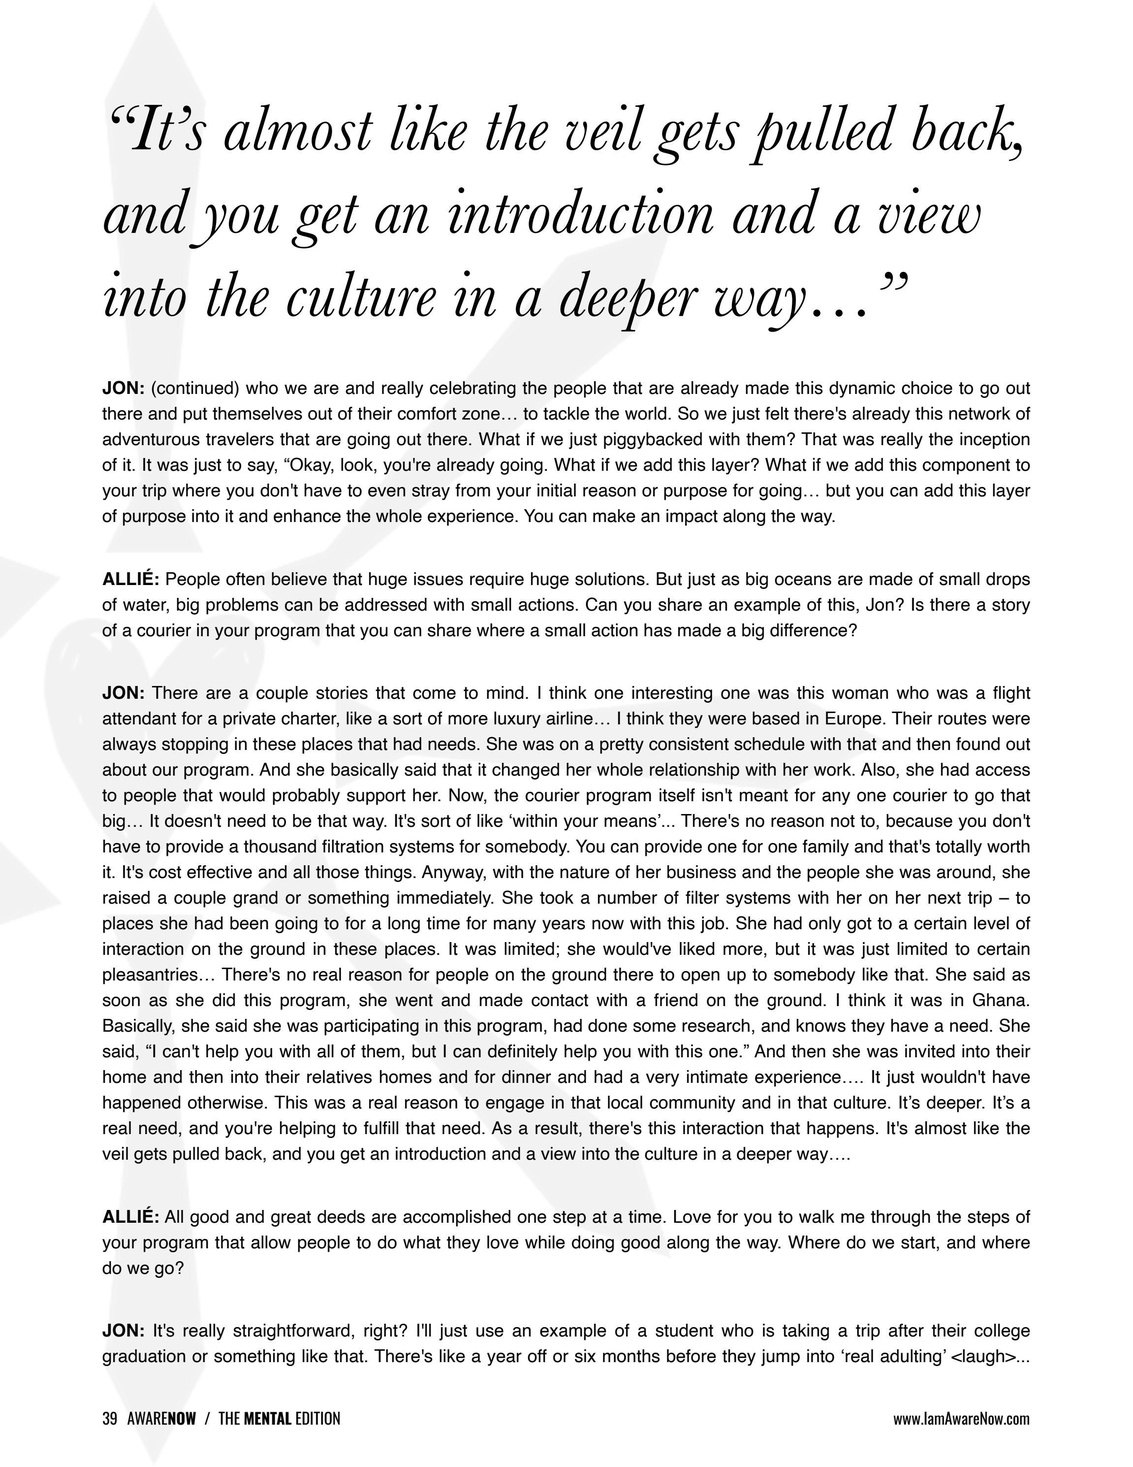 “It’s almost like the veil gets pulled back,
and you get an introduction and a view
into the culture in a deeper way…”
JON: (continued) who we are and really celebrating the people that are already made this dynamic choice to go out
there and put themselves out of their comfort zone… to tackle the world. So we just felt there's already this network of
adventurous travelers that are going out there. What if we just piggybacked with them? That was really the inception
of it. It was just to say, “Okay, look, you're already going. What if we add this layer? What if we add this component to
your trip where you don't have to even stray from your initial reason or purpose for going… but you can add this layer
of purpose into it and enhance the whole experience. You can make an impact along the way.
ALLIÉ: People often believe that huge issues require huge solutions. But just as big oceans are made of small drops
of water, big problems can be addressed with small actions. Can you share an example of this, Jon? Is there a story
of a courier in your program that you can share where a small action has made a big difference?
JON: There are a couple stories that come to mind. I think one interesting one was this woman who was a flight
attendant for a private charter, like a sort of more luxury airline… I think they were based in Europe. Their routes were
always stopping in these places that had needs. She was on a pretty consistent schedule with that and then found out
about our program. And she basically said that it changed her whole relationship with her work. Also, she had access
to people that would probably support her. Now, the courier program itself isn't meant for any one courier to go that
big… It doesn't need to be that way. It's sort of like ‘within your means’... There's no reason not to, because you don't
have to provide a thousand filtration systems for somebody. You can provide one for one family and that's totally worth
it. It's cost effective and all those things. Anyway, with the nature of her business and the people she was around, she
raised a couple grand or something immediately. She took a number of filter systems with her on her next trip – to
places she had been going to for a long time for many years now with this job. She had only got to a certain level of
interaction on the ground in these places. It was limited; she would've liked more, but it was just limited to certain
pleasantries… There's no real reason for people on the ground there to open up to somebody like that. She said as
soon as she did this program, she went and made contact with a friend on the ground. I think it was in Ghana.
Basically, she said she was participating in this program, had done some research, and knows they have a need. She
said, “I can't help you with all of them, but I can definitely help you with this one.” And then she was invited into their
home and then into their relatives homes and for dinner and had a very intimate experience…. It just wouldn't have
happened otherwise. This was a real reason to engage in that local community and in that culture. It’s deeper. It’s a
real need, and you're helping to fulfill that need. As a result, there's this interaction that happens. It's almost like the
veil gets pulled back, and you get an introduction and a view into the culture in a deeper way….
ALLIÉ: All good and great deeds are accomplished one step at a time. Love for you to walk me through the steps of
your program that allow people to do what they love while doing good along the way. Where do we start, and where
do we go?
JON: It's really straightforward, right? I'll just use an example of a student who is taking a trip after their college
graduation or something like that. There's like a year off or six months before they jump into ‘real adulting’ <laugh>...
39 AWARENOW / THE MENTAL EDITION
www.IamAwareNow.com